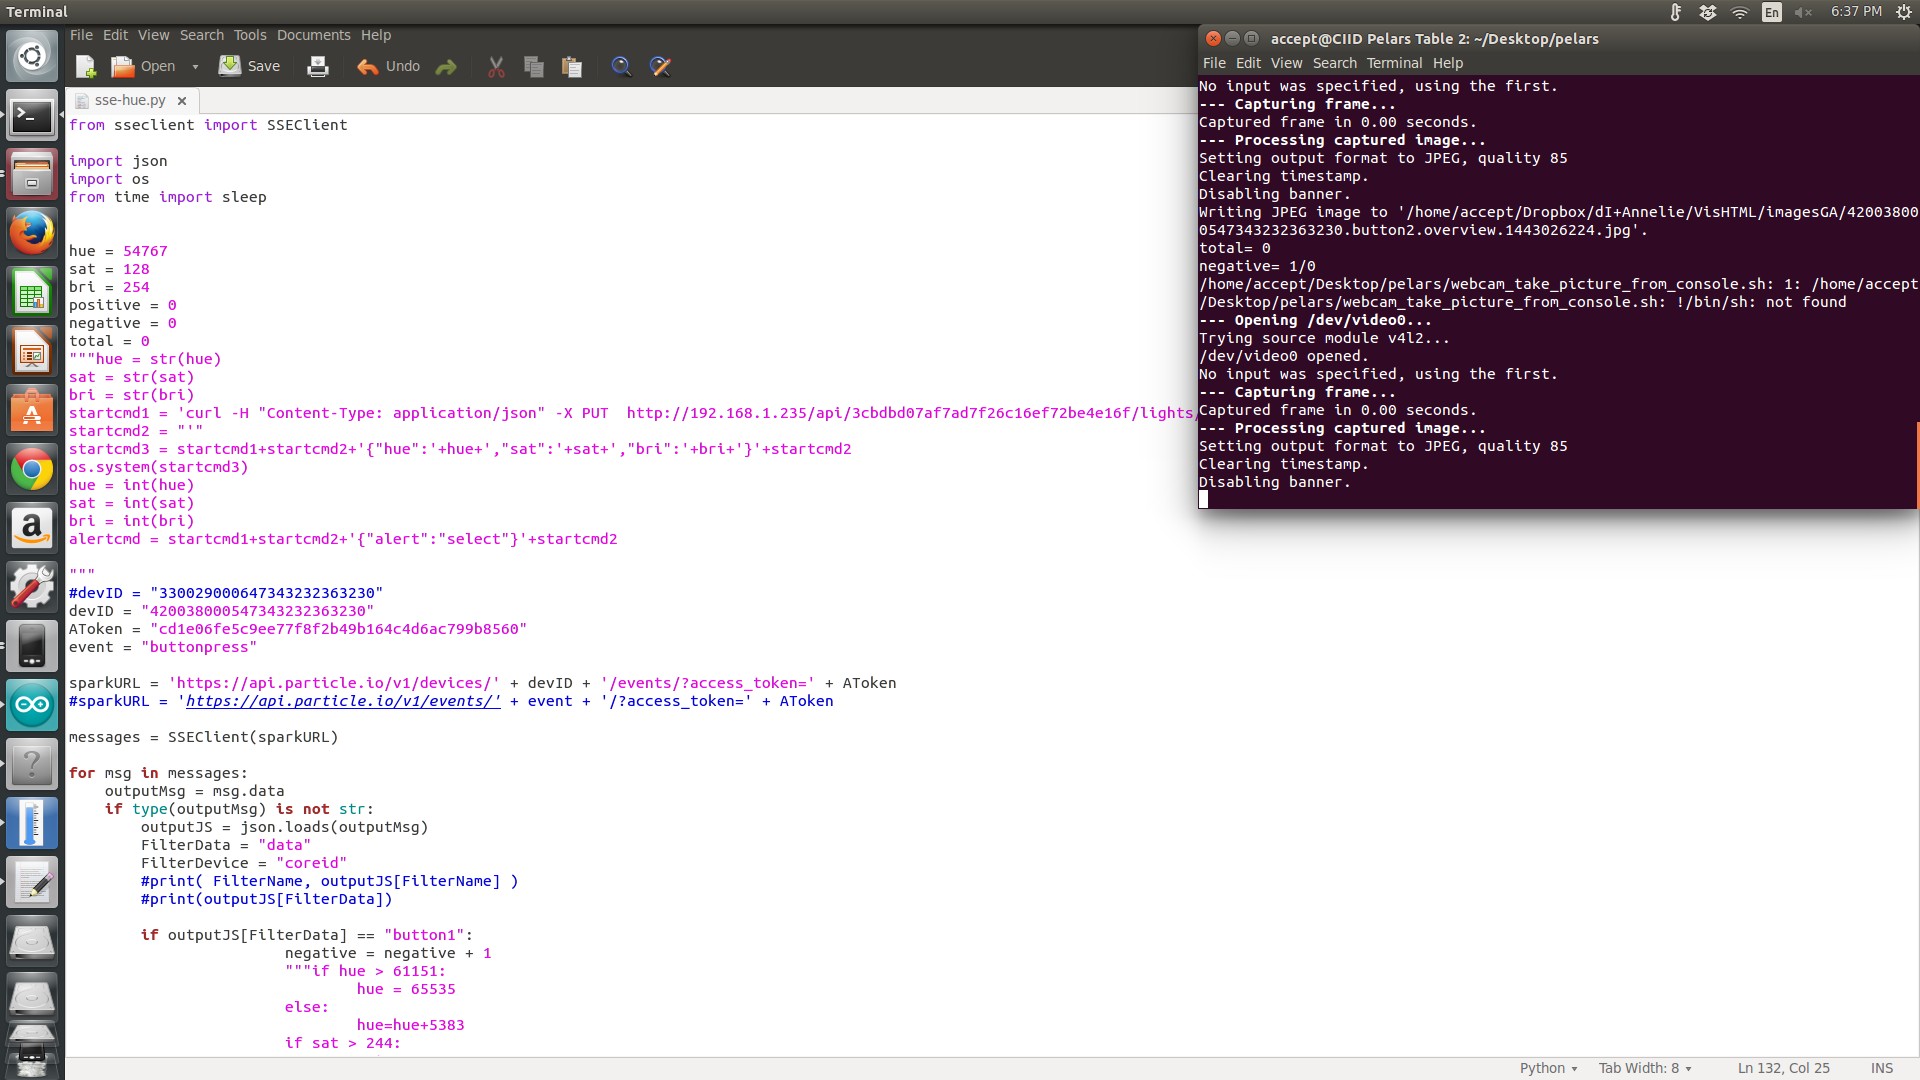 Terminal
En
6:37 PM
File Edit View Search Tools Documents Help
Open Save Undo
sse-hue.py
from sseclient import SSEClient
import json
import os
from time import sleep
hue = 54767
sat = 128
bri = 254
positive = 0
negative = 0
total = 0
"""hue = str(hue)
sat = str(sat)
bri = str(bri)
startcmd1 = 'curl -H "Content-Type: application/json" -X PUT  http://192.168.1.235/api/3cbdbd07af7ad7f26c16ef72be4e16f/lights/
startcmd2 = "'"
startcmd3 = startcmd1+startcmd2+'{"hue":'+hue+',"sat":'+sat+',"bri":'+bri+'}'+startcmd2
os.system(startcmd3)
hue = int(hue)
sat = int(sat)
bri = int(bri)
alertcmd = startcmd1+startcmd2+'{"alert":"select"}'+startcmd2
"""
#devID = "330029000647343232363230"
devID = "420038000547343232363230"
AToken = "cd1e06fe5c9ee77f8f2b49b164c4d6ac799b8560"
event = "buttonpress"
sparkURL = 'https://api.particle.io/v1/devices/' + devID + '/events/?access_token=' + AToken
#sparkURL = 'https://api.particle.io/v1/events/' + event + '/?access_token=' + AToken
messages = SSEClient(sparkURL)
for msg in messages:
outputMsg = msg.data
if type(outputMsg) is not str:
outputJS = json.loads(outputMsg)
FilterData = "data"
FilterDevice = "coreid"
#print( FilterName, outputJS[FilterName] )
#print(outputJS[FilterData])
if outputJS[FilterData] == "button1":
negative = negative + 1
"""if hue > 61151:
hue = 65535
else:
hue=hue+5383
if sat > 244:
Python Tab Width: 8 Ln 132, Col 25 INS
accept@CIID Pelars Table 2: ~/Desktop/pelars
File Edit View Search Terminal Help
No input was specified, using the first.
--- Capturing frame...
Captured frame in 0.00 seconds.
--- Processing captured image...
Setting output format to JPEG, quality 85
Clearing timestamp.
Disabling banner.
Writing JPEG image to '/home/accept/Dropbox/dI+Annelie/VisHTML/imagesGA/42003800
0547343232363230.button2.overview.1443026224.jpg'.
total= 0
negative= 1/0
/home/accept/Desktop/pelars/webcam_take_picture_from_console.sh: 1: /home/accept
/Desktop/pelars/webcam_take_picture_from_console.sh: !/bin/sh: not found
--- Opening /dev/video0...
Trying source module v4l2...
/dev/video0 opened.
No input was specified, using the first.
--- Capturing frame...
Captured frame in 0.00 seconds.
--- Processing captured image...
Setting output format to JPEG, quality 85
Clearing timestamp.
Disabling banner.